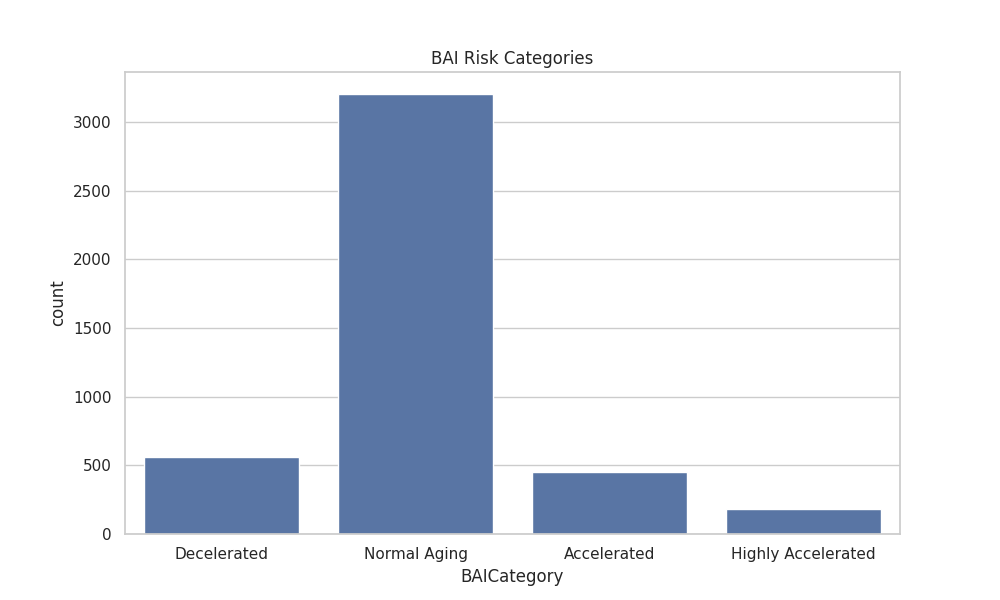 BAI Risk Categories
3000
2500
2000
1500
1000
500
0
count
Decelerated Normal Aging Accelerated Highly Accelerated
BAICategory